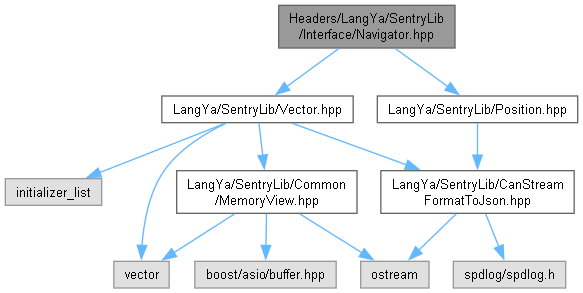 Headers/LangYa/SentryLib
/Interface/Navigator.hpp
LangYa/SentryLib/Vector.hpp
LangYa/SentryLib/Position.hpp
initializer_list
LangYa/SentryLib/Common
/MemoryView.hpp
LangYa/SentryLib/CanStream
FormatToJson.hpp
vector
boost/asio/buffer.hpp
ostream
spdlog/spdlog.h